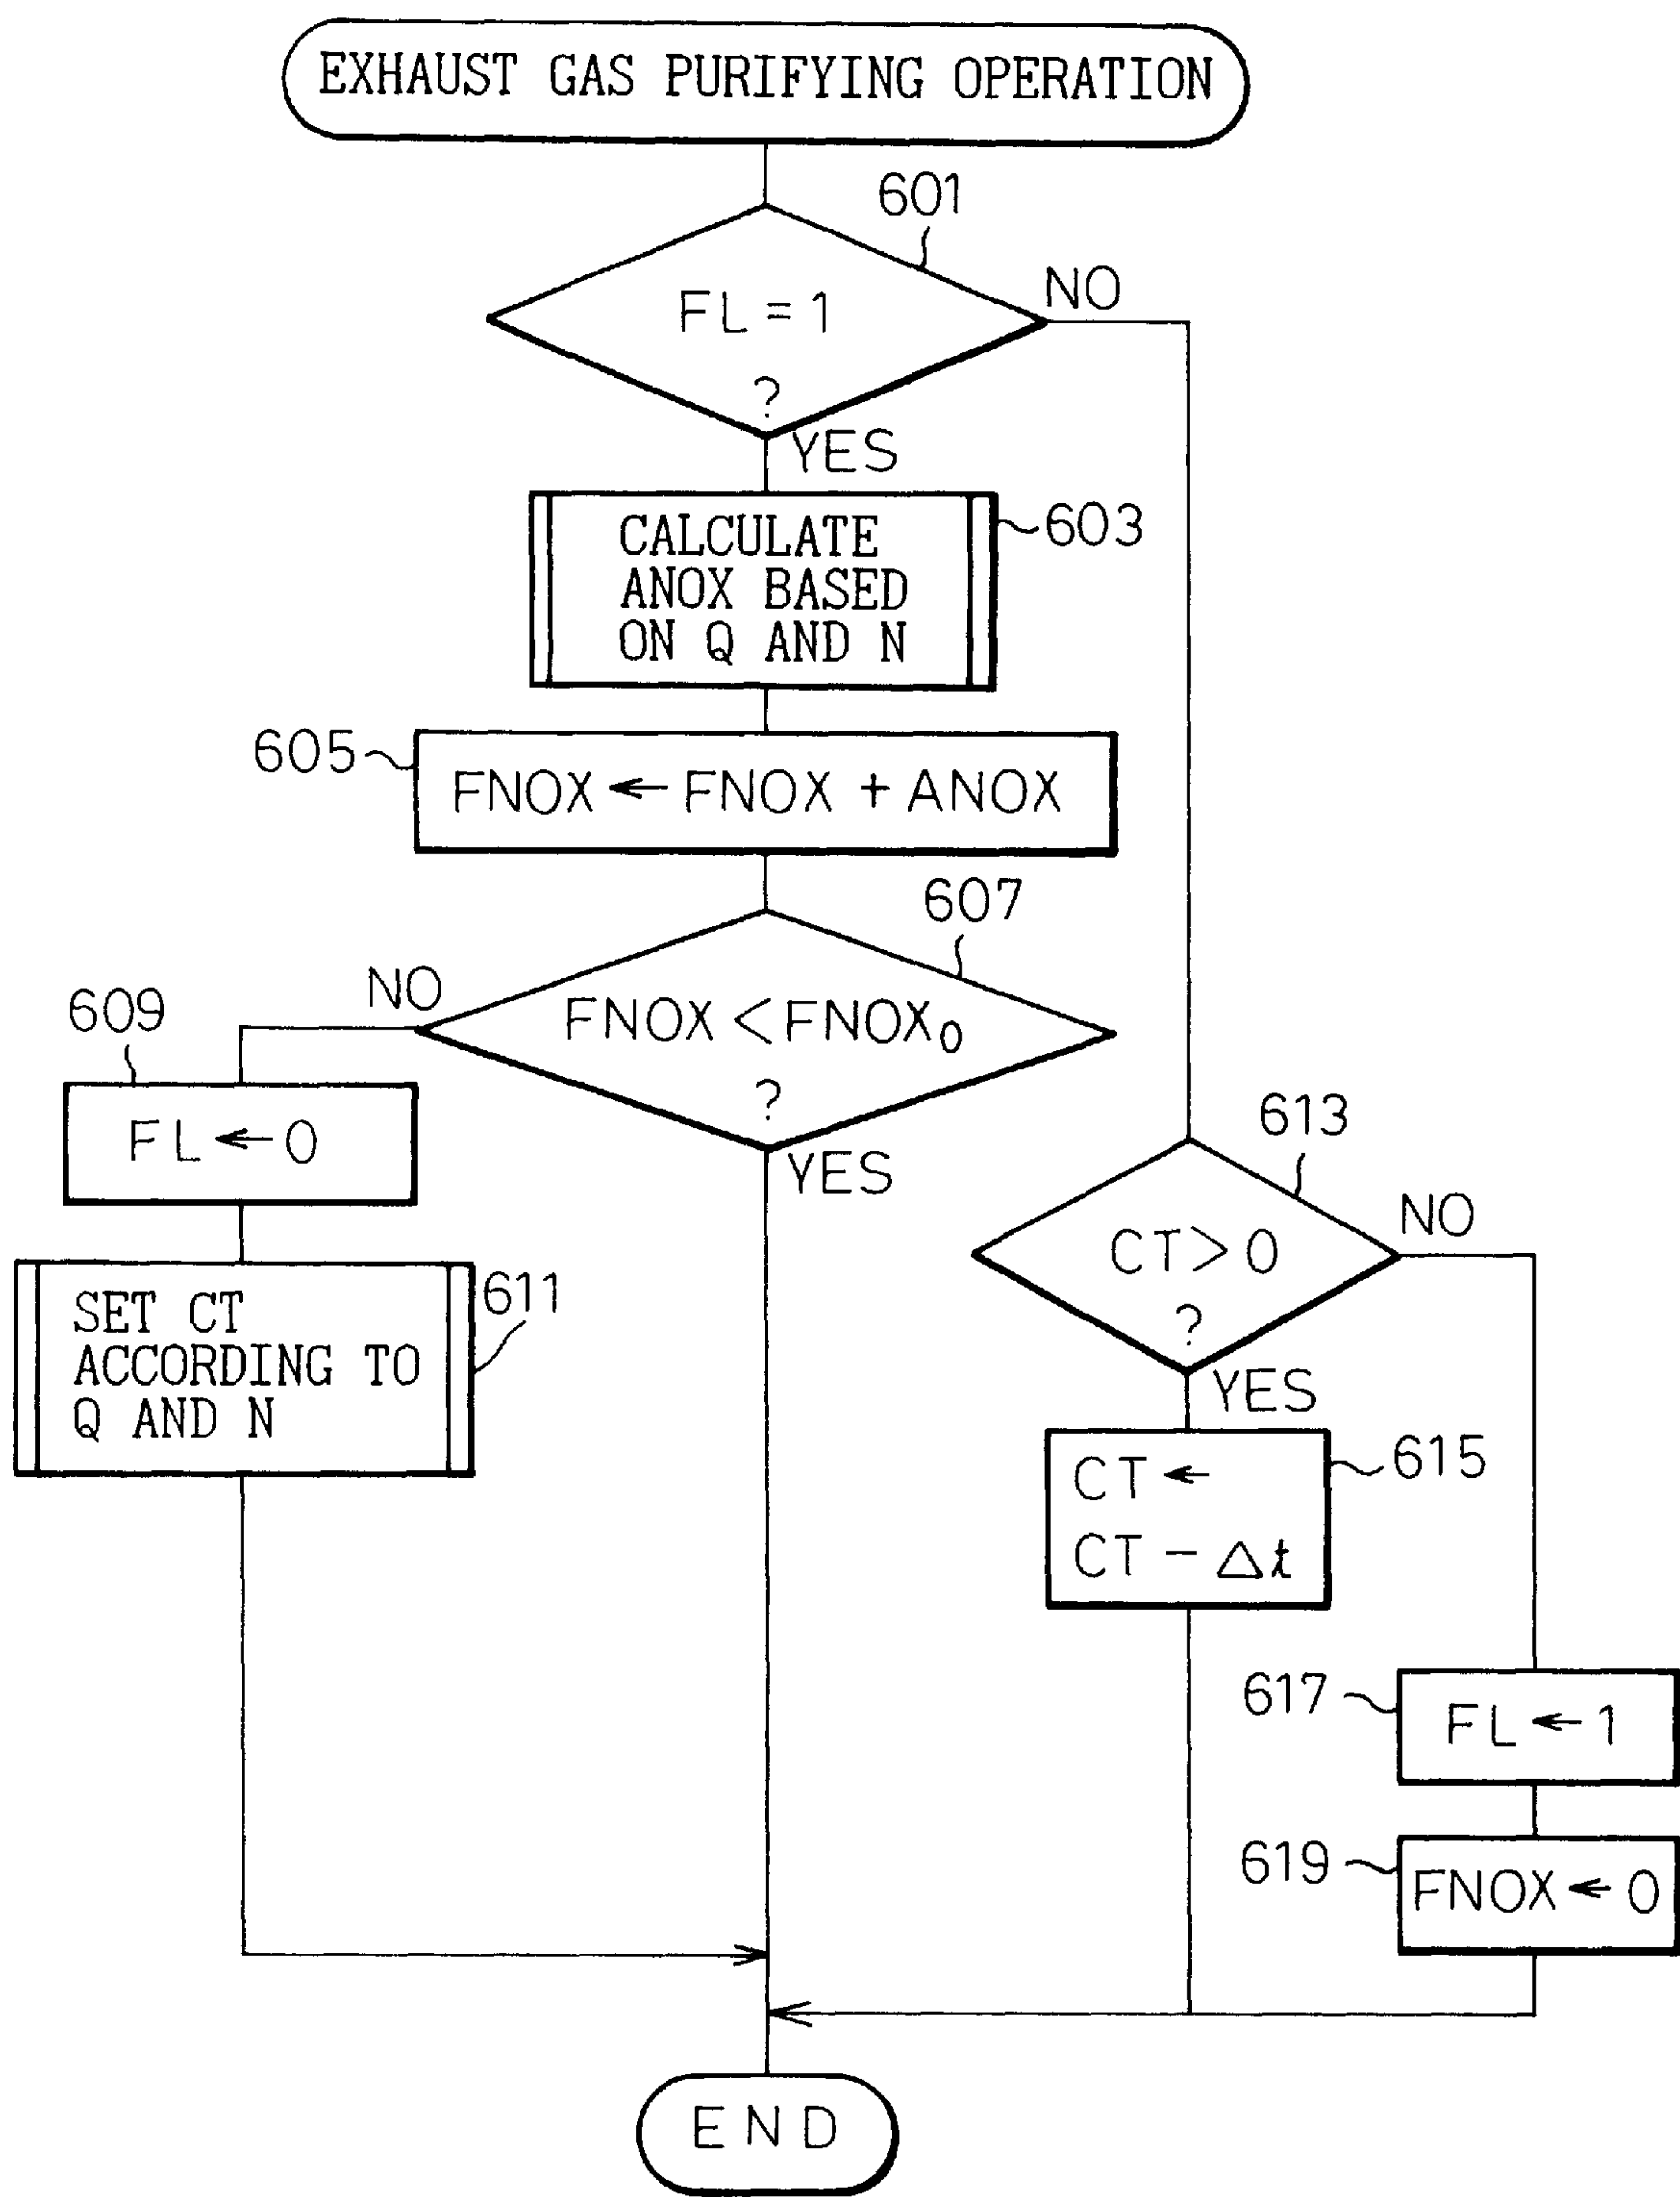 EXHAUST GAS PURIFYING OPERATION
601
FL = 1
?
NO
YES
CALCULATE
ANOX BASED
ON Q AND N
603
605
FNOX ← FNOX + ANOX
607
FNOX < FNOX₀
?
NO
YES
609
FL ← 0
SET CT
ACCORDING TO
Q AND N
611
613
CT > 0
?
NO
YES
CT ←
CT - Δt
615
617
FL ← 1
619
FNOX ← 0
END